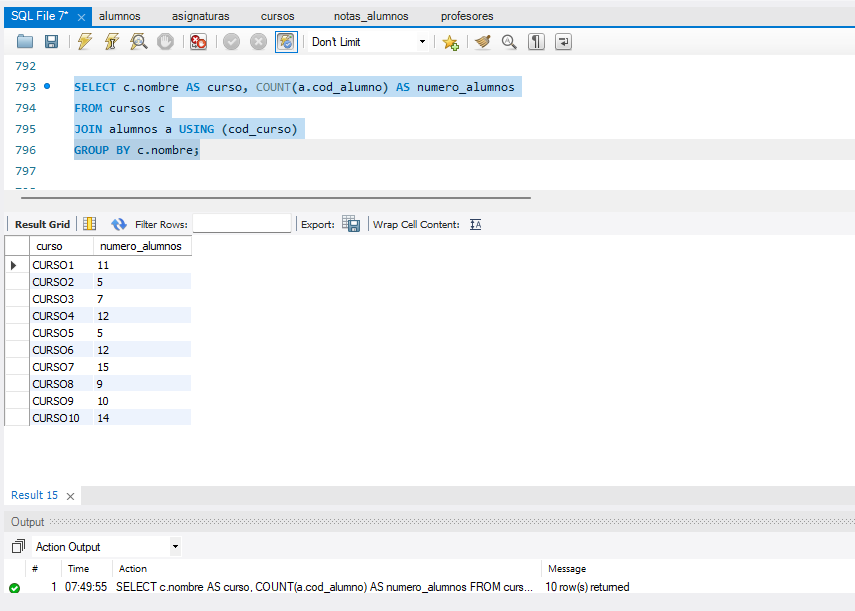 SQL File 7* alumnos asignaturas cursos notas_alumnos profesores
Don't Limit
792
793 SELECT c.nombre AS curso, COUNT(a.cod_alumno) AS numero_alumnos
794 FROM cursos c
795 JOIN alumnos a USING (cod_curso)
796 GROUP BY c.nombre;
797
Result Grid Filter Rows: Export: Wrap Cell Content:
curso numero_alumnos
CURSO1 11
CURSO2 5
CURSO3 7
CURSO4 12
CURSO5 5
CURSO6 12
CURSO7 15
CURSO8 9
CURSO9 10
CURSO10 14
Result 15
Output
Action Output
# Time Action Message
1 07:49:55 SELECT c.nombre AS curso, COUNT(a.cod_alumno) AS numero_alumnos FROM curs... 10 row(s) returned